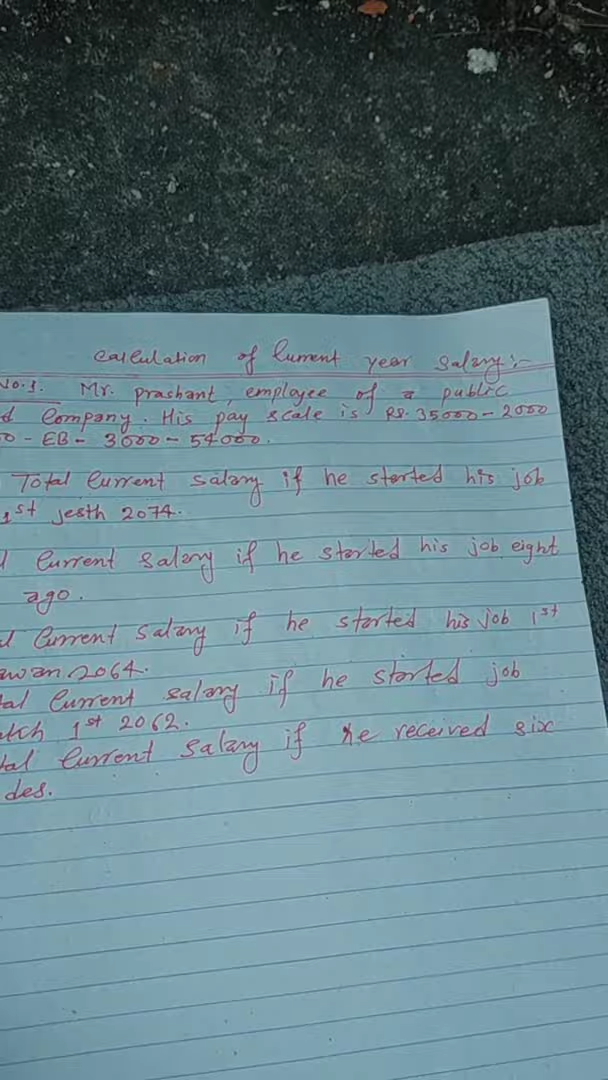 Calculation of Current year Salary:-
No.1. Mr. prashant, employee of a public
d Company. His pay scale is RS. 35000-2000
0 - EB - 3000 - 54000.
Total Current salary if he started his job
1st jesth 2074.
l Current salary if he started his job eight
ago.
al Current salary if he started his job 1st
awan 2064.
tal Current salary if he started job
atch 1st 2062.
tal Current salary if he received six
des.